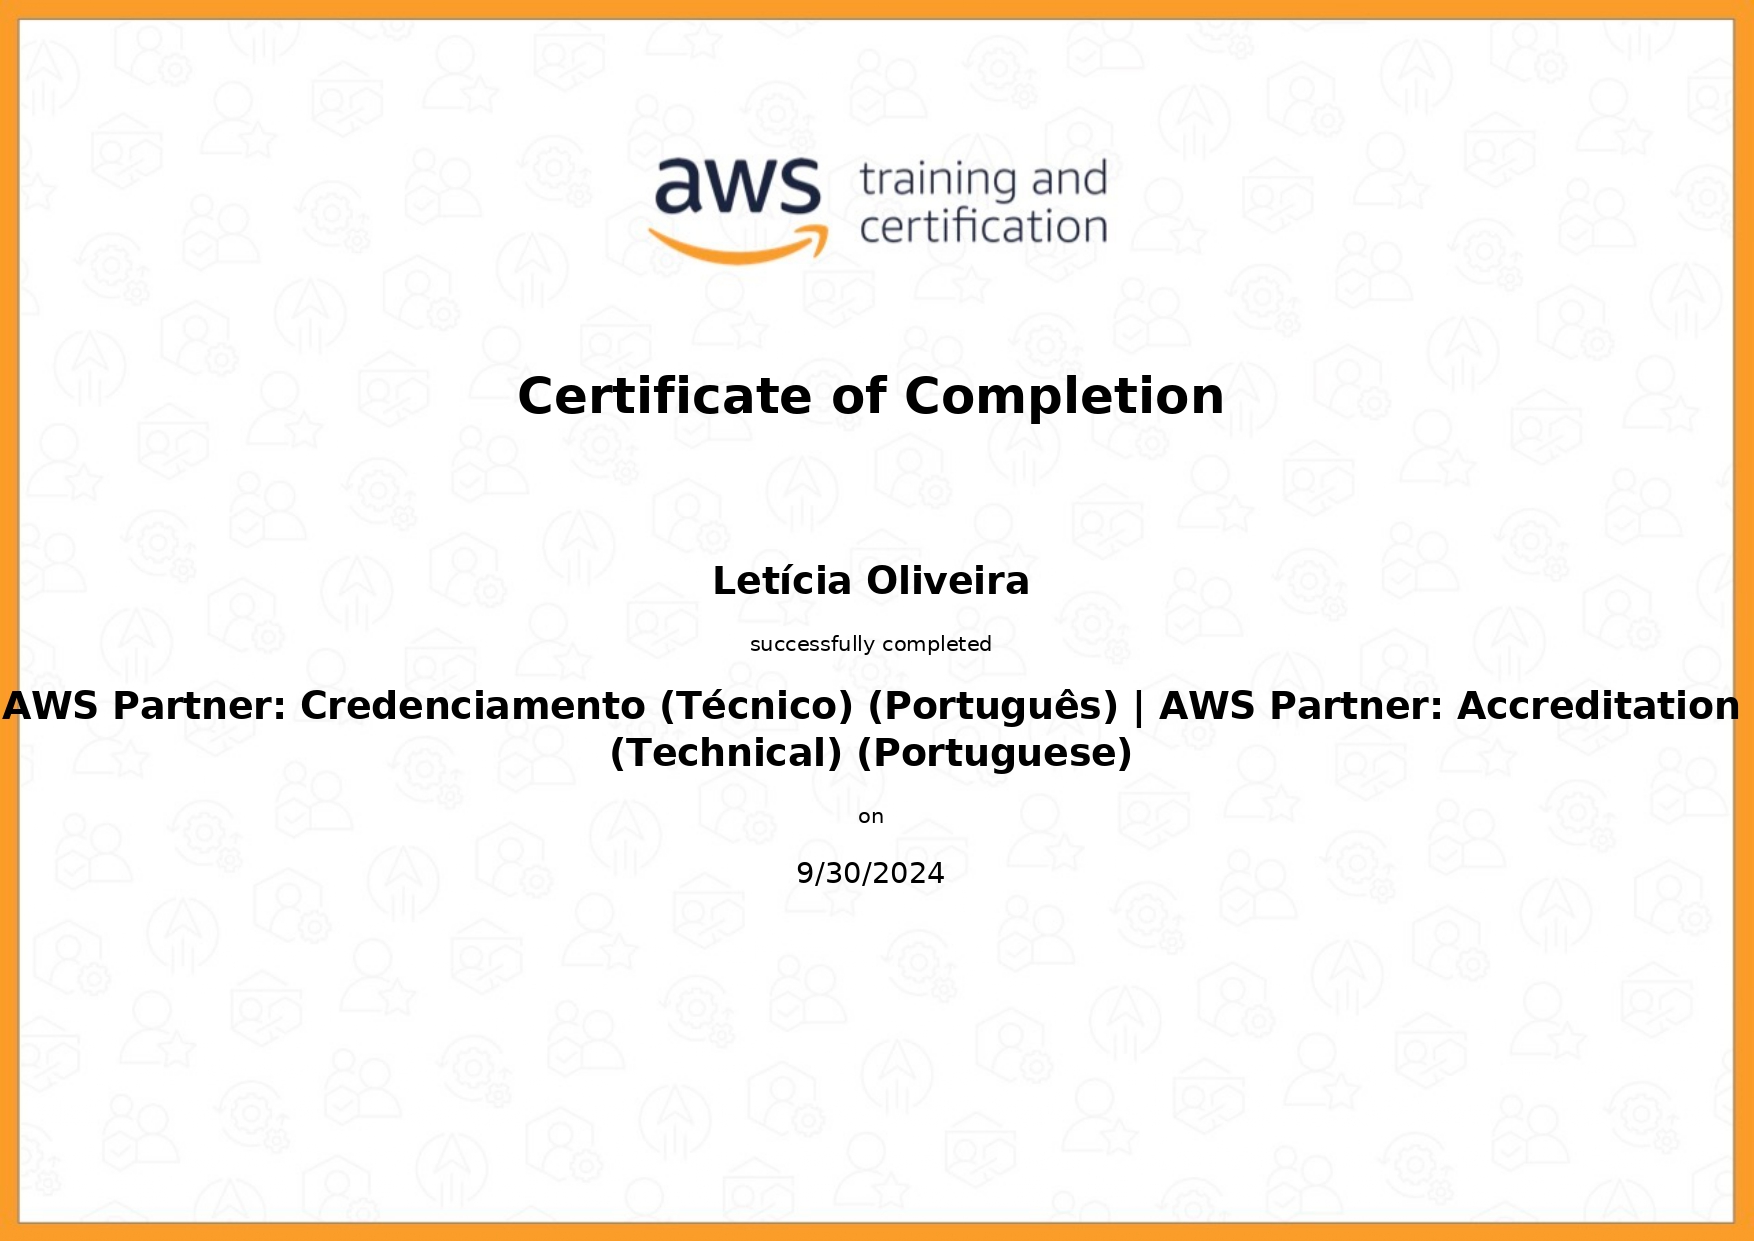 aws training and
certification
Certificate of Completion
Letícia Oliveira
successfully completed
AWS Partner: Credenciamento (Técnico) (Português) | AWS Partner: Accreditation
(Technical) (Portuguese)
on
9/30/2024